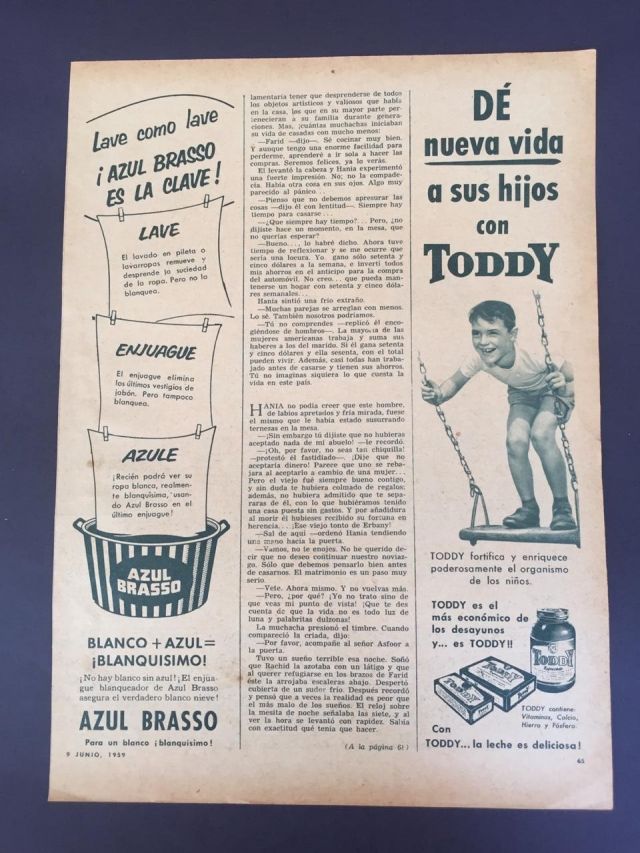 Lave como lave
¡AZUL BRASSO
ES LA CLAVE!
LAVE
El lavado en pileta o
lavarropas remueve y
desprende la suciedad
de la ropa. Pero no la
blanquea.
ENJUAGUE
El enjuague elimina
los últimos vestigios de
jabón. Pero tampoco
blanquea.
AZULE
¡Recién podrá ver su
ropa blanca, realmen-
te blanquísima, usan-
do Azul Brasso en el
último enjuague!
AZUL
BRASSO
BLANCO + AZUL =
¡BLANQUISIMO!
¡No hay blanco sin azul! ¡El enjua-
gue blanqueador de Azul Brasso
asegura el verdadero blanco nieve!
AZUL BRASSO
Para un blanco ¡blanquísimo!
9 JUNIO, 1959
lamentaría tener que desprenderse de todos
los objetos artísticos y valiosos que había
en la casa, los que en su mayor parte per-
tenecieran a su familia durante genera-
ciones. Mas, ¡cuántas muchachas iniciaban
su vida de casadas con mucho menos!
—Farid —dijo—. Sé cocinar muy bien.
Y aunque tengo una enorme facilidad para
perderme, aprenderé a ir sola a hacer las
compras. Seremos felices, ya lo verás.
El levantó la cabeza y Hania experimentó
una fuerte impresión. No; no la compade-
cía. Había otra cosa en sus ojos. Algo muy
parecido al pánico...
—Pienso que no debemos apresurar las
cosas —dijo él con lentitud—. Siempre hay
tiempo para casarse...
—¿Que siempre hay tiempo?... Pero, ¿no
dijiste hace un momento, en la mesa, que
no querías esperar?
—Bueno..., lo habré dicho. Ahora tuve
tiempo de reflexionar y se me ocurre que
sería una locura. Yo gano sólo setenta y
cinco dólares a la semana, e invertí todos
mis ahorros en el anticipo para la compra
del automóvil. No creo... que pueda man-
tenerse un hogar con setenta y cinco dóla-
res semanales...
Hania sintió una frío extraño.
—Muchas parejas se arreglan con menos.
Lo sé. También nosotros podríamos.
—Tú no comprendes —replicó él enco-
giéndose de hombros—. La mayoría de las
mujeres americanas trabaja y suma sus
haberes a los del marido. Si él gana setenta
y cinco dólares y ella sesenta, con el total
pueden vivir. Además, casi todas han traba-
jado antes de casarse y tienen sus ahorros.
Tú no imaginas siquiera lo que cuesta la
vida en este país.
HANIA no podía creer que este hombre,
de labios apretados y fría mirada, fuese
el mismo que le había estado susurrando
ternezas en la mesa.
—¡Sin embargo tú dijiste que no hubieras
aceptado nada de mi abuelo! —le recordó.
—¡Oh, por favor, no seas tan chiquilla!
—protestó él fastidiado—. ¡Dije que no
aceptaría dinero! Parece que uno se reba-
jara al aceptarlo a cambio de una mujer...
Pero el viejo fué siempre bueno contigo,
y sin duda te hubiera colmado de regalos;
además, no hubiera admitido que te sepa-
raras de él, con lo que hubiéramos tenido
una casa puesta sin gastos. Y por añadidura
al morir él hubieses recibido su fortuna en
herencia... ¡Ese viejo tonto de Erbany!
—Sal de aquí —ordenó Hania tendiendo
una mano hacia la puerta.
—Vamos, no te enojes. No he querido de-
cir que no deseo continuar nuestro novia-
go. Sólo que debemos pensarlo bien antes
de casarnos. El matrimonio es un paso muy
serio.
—Vete. Ahora mismo. Y no vuelvas más.
—Pero, ¿por qué? ¡Yo no trato sino de
que veas mi punto de vista! ¡Que te des
cuenta de que la vida no es todo luz de
luna y palabritas dulzonas!
La muchacha presionó el timbre. Cuando
compareció la criada, dijo:
—Por favor, acompañe al señor Asfoor a
la puerta.
Tuvo un sueño terrible esa noche. Soñó
que Rachid la azotaba con un látigo y que
al querer refugiarse en los brazos de Farid
éste la arrojaba escaleras abajo. Despertó
cubierta de un sudor frío. Después recordó
y pensó que a veces la realidad es peor que
el más malo de los sueños. El reloj sobre
la mesita de noche señalaba las siete, y al
ver la hora se levantó con rapidez. Sabía
con exactitud qué tenía que hacer.
(A la página 61)
DÉ
nueva vida
a sus hijos
con
TODDY
TODDY fortifica y enriquece
poderosamente el organismo
de los niños.
TODDY es el
más económico de
los desayunos
y... es TODDY!!
TODDY
TODDY contiene:
Vitaminas, Calcio,
Hierro y Fósforo.
Con
TODDY...la leche es deliciosa!
65